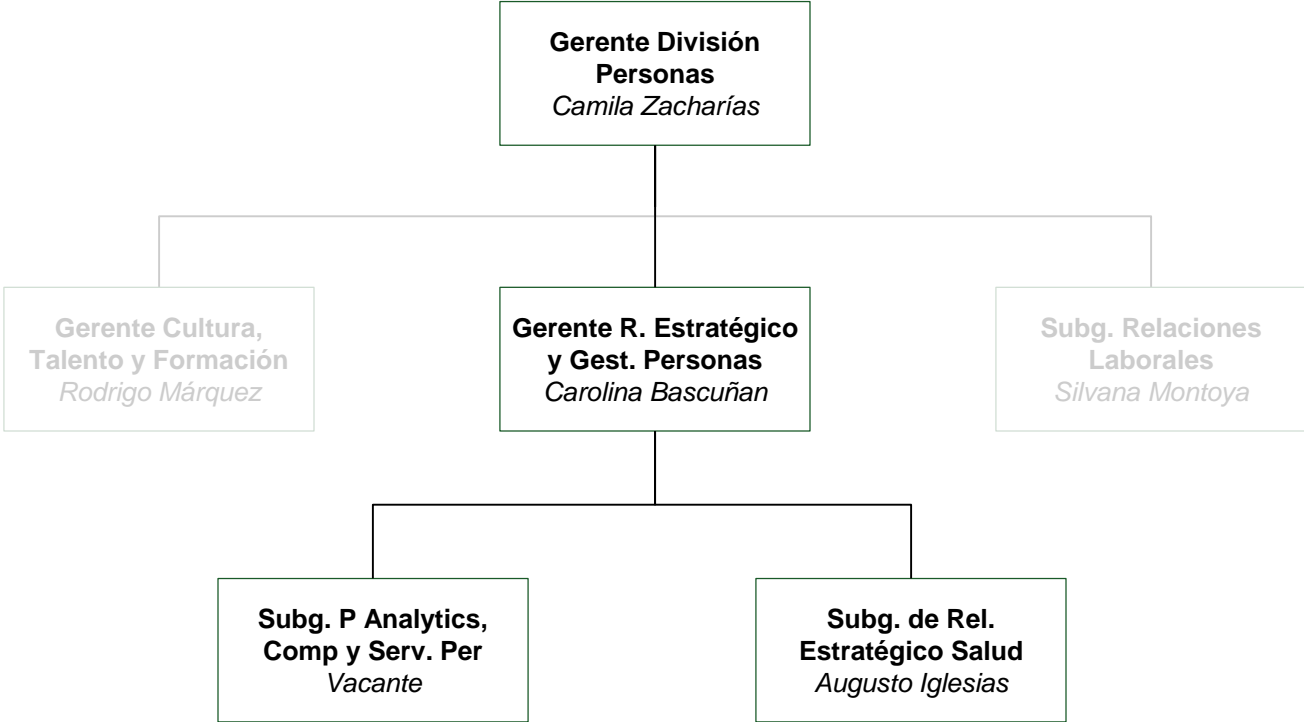 Gerente División
Personas
Camila Zacharías
Gerente Cultura,
Talento y Formación
Rodrigo Márquez
Gerente R. Estratégico
y Gest. Personas
Carolina Bascuñan
Subg. Relaciones
Laborales
Silvana Montoya
Subg. P Analytics,
Comp y Serv. Per
Vacante
Subg. de Rel.
Estratégico Salud
Augusto Iglesias